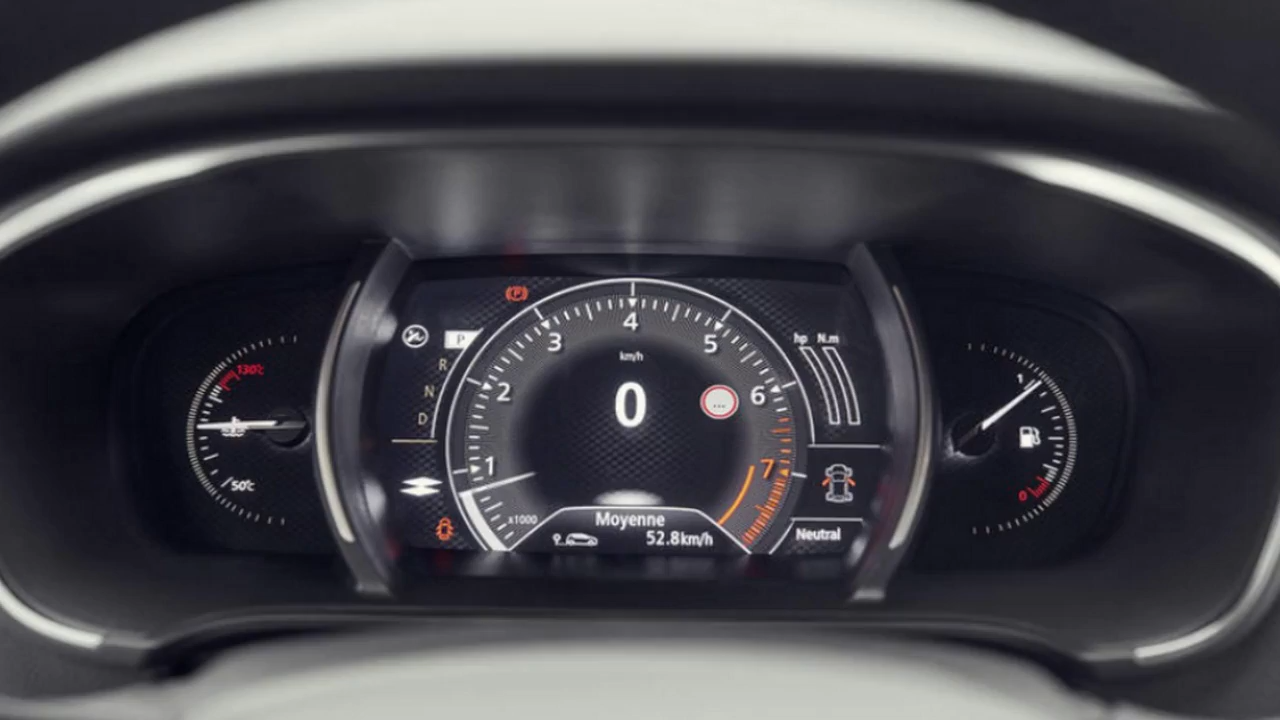 130°C
50°C
P
R
N
D
P
1
2
3
4
5
6
7
x1000
km/h
0
...
Moyenne
52.8km/h
hp N.m
Neutral
1
0